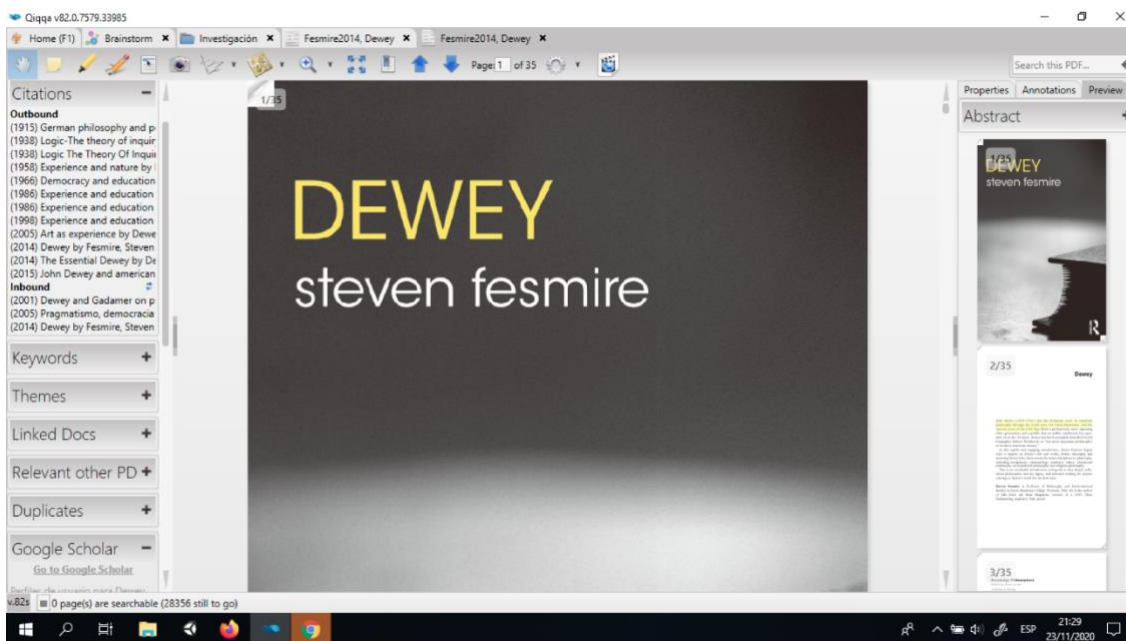 Qiqqa v82.0.7579.33985
Home (F1) Brainstorm Investigación Fesmire2014, Dewey Fesmire2014, Dewey
Page: 1 of 35 Search this PDF...
Citations
Outbound
(1915) German philosophy and p
(1938) Logic-The theory of inquir
(1938) Logic The Theory Of Inquir
(1958) Experience and nature by
(1966) Democracy and education
(1986) Experience and education
(1986) Experience and education
(1998) Experience and education
(2005) Art as experience by Dewe
(2014) Dewey by Fesmire, Steven
(2014) The Essential Dewey by De
(2015) John Dewey and american
Inbound
(2001) Dewey and Gadamer on p
(2005) Pragmatismo, democracia
(2014) Dewey by Fesmire, Steven
Keywords
Themes
Linked Docs
Relevant other PD
Duplicates
Google Scholar
Go to Google Scholar
Perfiles de usuario para Dewey
1/35
DEWEY
steven fesmire
Properties Annotations Preview
Abstract
1/35
DEWEY
steven fesmire
R
2/35
Dewey
3/35
v.82s 0 page(s) are searchable (28356 still to go)
ESP
21:29
23/11/2020